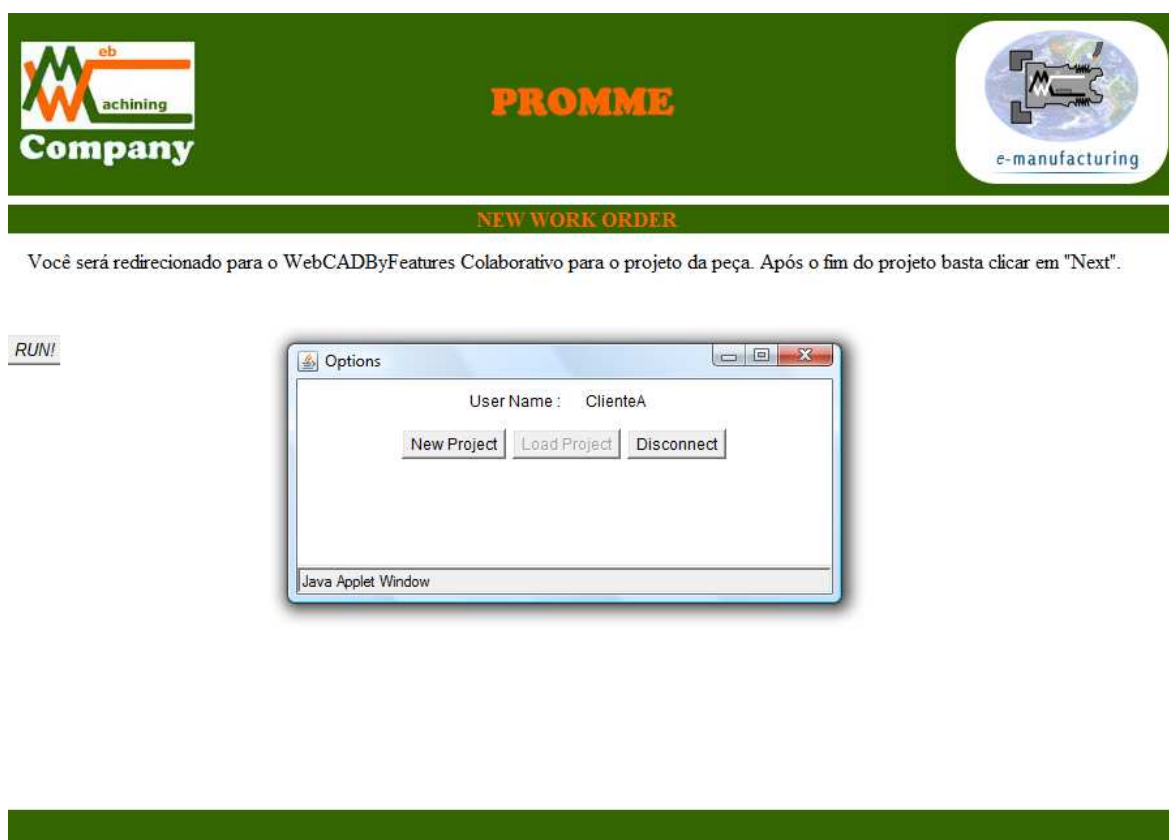 eb
achining
Company
PROMME
e-manufacturing
NEW WORK ORDER
Você será redirecionado para o WebCADByFeatures Colaborativo para o projeto da peça. Após o fim do projeto basta clicar em "Next".
RUN!
Options
User Name : ClienteA
New Project Load Project Disconnect
Java Applet Window